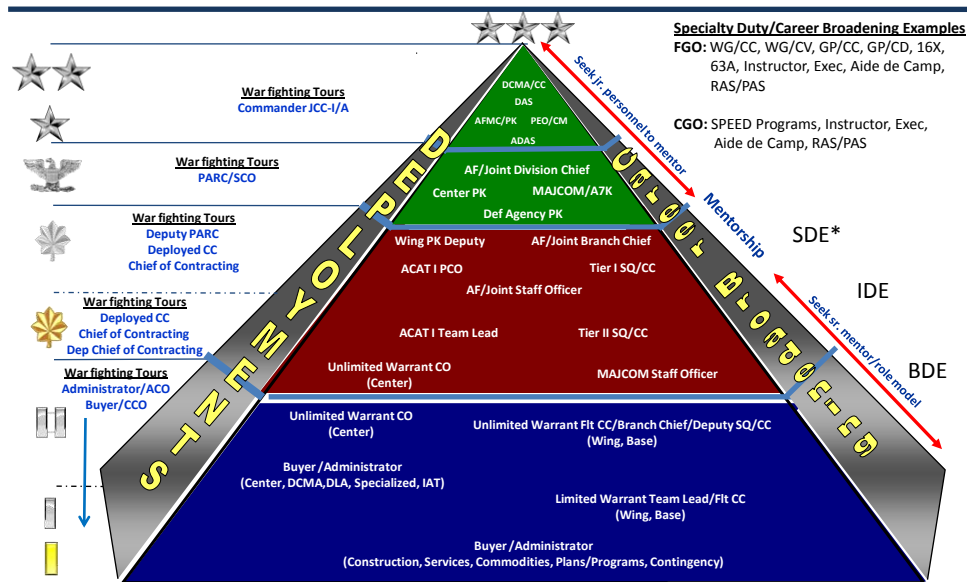 Specialty Duty/Career Broadening Examples
FGO: WG/CC, WG/CV, GP/CC, GP/CD, 16X,
63A, Instructor, Exec, Aide de Camp,
RAS/PAS
CGO: SPEED Programs, Instructor, Exec,
Aide de Camp, RAS/PAS
War fighting Tours
Commander JCC-I/A
War fighting Tours
PARC/SCO
War fighting Tours
Deputy PARC
Deployed CC
Chief of Contracting
War fighting Tours
Deployed CC
Chief of Contracting
Dep Chief of Contracting
War fighting Tours
Administrator/ACO
Buyer/CCO
DEPLOYMENTS
DCMA/CC
DAS
AFMC/PK PEO/CM
ADAS
AF/Joint Division Chief
Center PK MAJCOM/A7K
Def Agency PK
Wing PK Deputy AF/Joint Branch Chief
ACAT I PCO Tier I SQ/CC
AF/Joint Staff Officer
ACAT I Team Lead Tier II SQ/CC
Unlimited Warrant CO
(Center)
MAJCOM Staff Officer
Unlimited Warrant CO
(Center)
Unlimited Warrant Flt CC/Branch Chief/Deputy SQ/CC
(Wing, Base)
Buyer/Administrator
(Center, DCMA,DLA, Specialized, IAT)
Limited Warrant Team Lead/Flt CC
(Wing, Base)
Buyer/Administrator
(Construction, Services, Commodities, Plans/Programs, Contingency)
Career Broadening
Seek jr. personnel to mentor
Mentorship
Seek sr. mentor/role model
SDE*
IDE
BDE